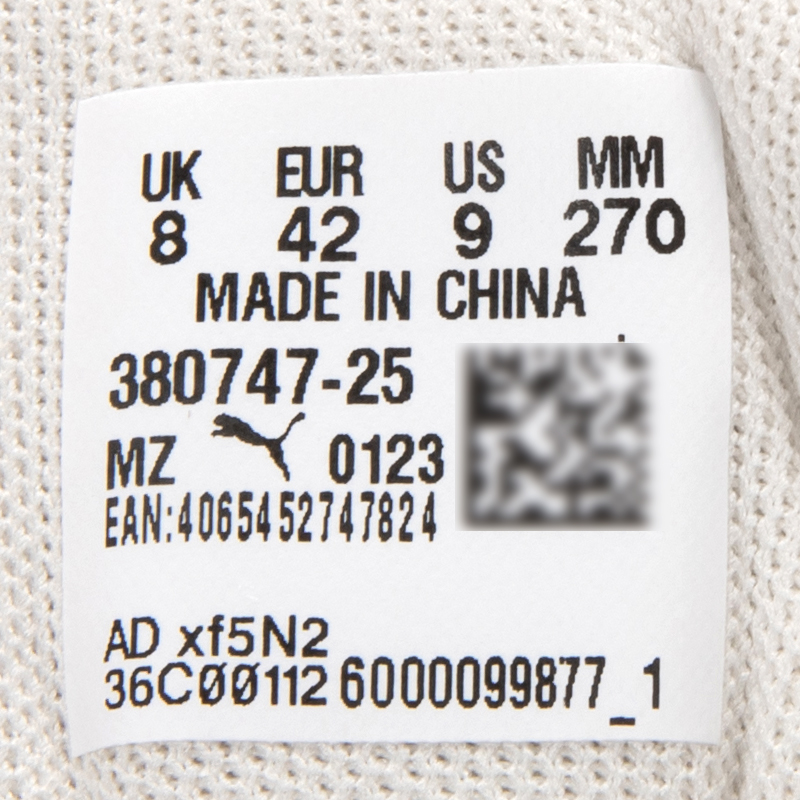 UK EUR US MM
8 42 9 270
MADE IN CHINA
380747-25
MZ 0123
EAN:4065452747824
AD xf5N2
36C00112 6000099877_1